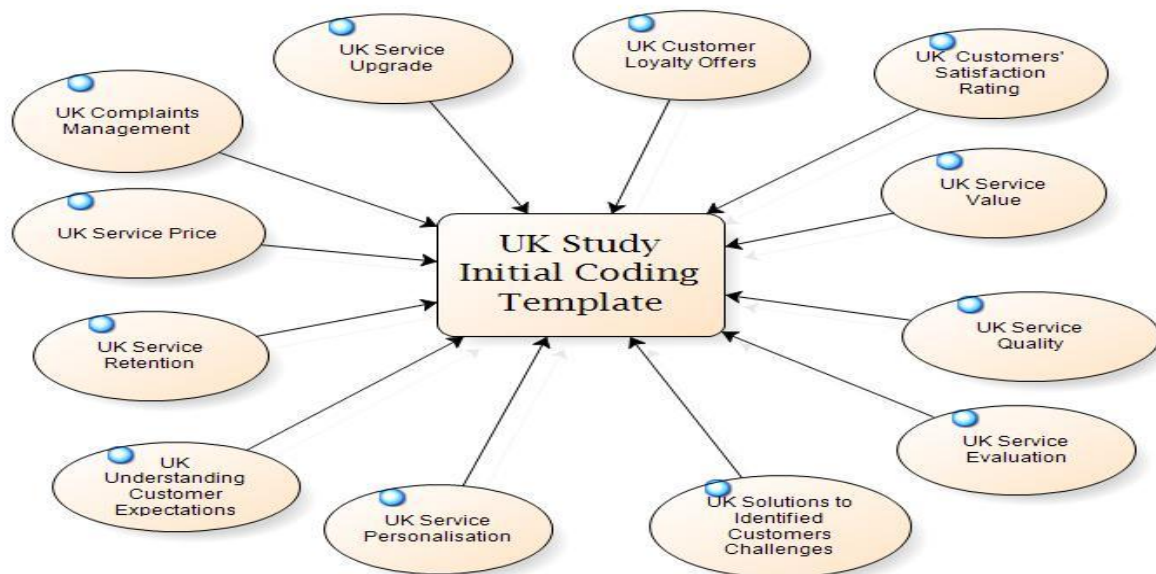 UK Service
Upgrade
UK Customer
Loyalty Offers
UK Customers'
Satisfaction
Rating
UK Complaints
Management
UK Service
Value
UK Service Price
UK Study
Initial Coding
Template
UK Service
Quality
UK Service
Retention
UK Service
Evaluation
UK
Understanding
Customer
Expectations
UK Service
Personalisation
UK Solutions to
Identified
Customers
Challenges